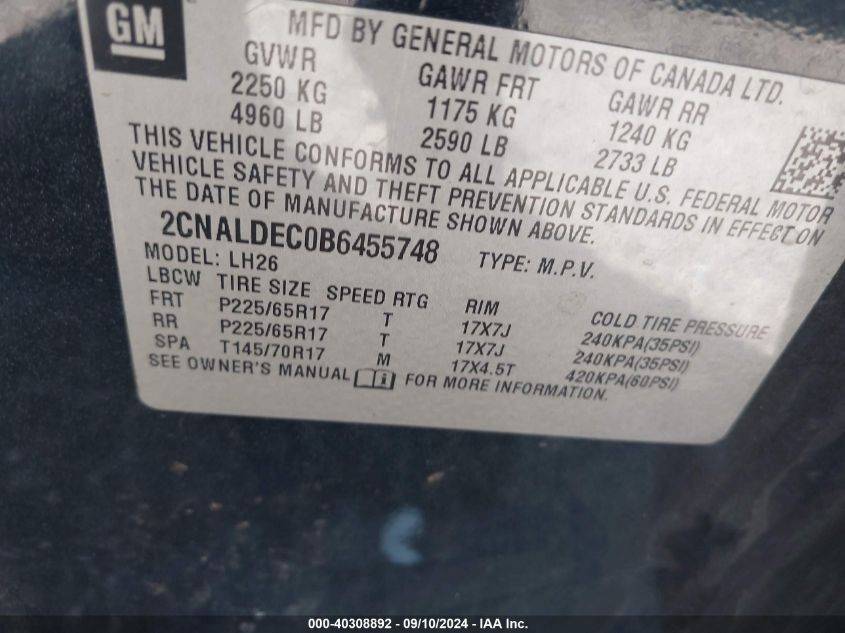 GM
MFD BY GENERAL MOTORS OF CANADA LTD.
GVWR GAWR FRT GAWR RR
2250 KG 1175 KG 1240 KG
4960 LB 2590 LB 2733 LB
THIS VEHICLE CONFORMS TO ALL APPLICABLE U.S. FEDERAL MOTOR
VEHICLE SAFETY AND THEFT PREVENTION STANDARDS IN EFFECT ON
THE DATE OF MANUFACTURE SHOWN ABOVE.
2CNALDEC0B6455748 TYPE: M.P.V.
MODEL: LH26
LBCW TIRE SIZE SPEED RTG RIM COLD TIRE PRESSURE
FRT P225/65R17 T 17X7J 240KPA(35PSI)
RR P225/65R17 T 17X7J 240KPA(35PSI)
SPA T145/70R17 M 17X4.5T 420KPA(60PSI)
SEE OWNER'S MANUAL FOR MORE INFORMATION.
000-40308892 - 09/10/2024 - IAA Inc.